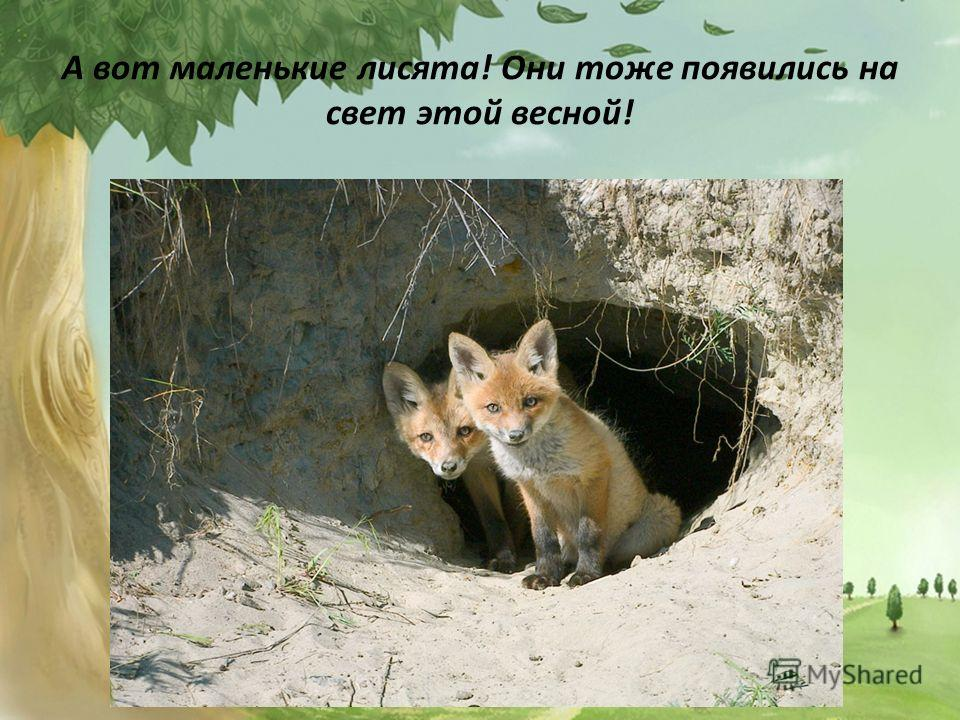 А вот маленькие лисята! Они тоже появились на
свет этой весной!
MyShared